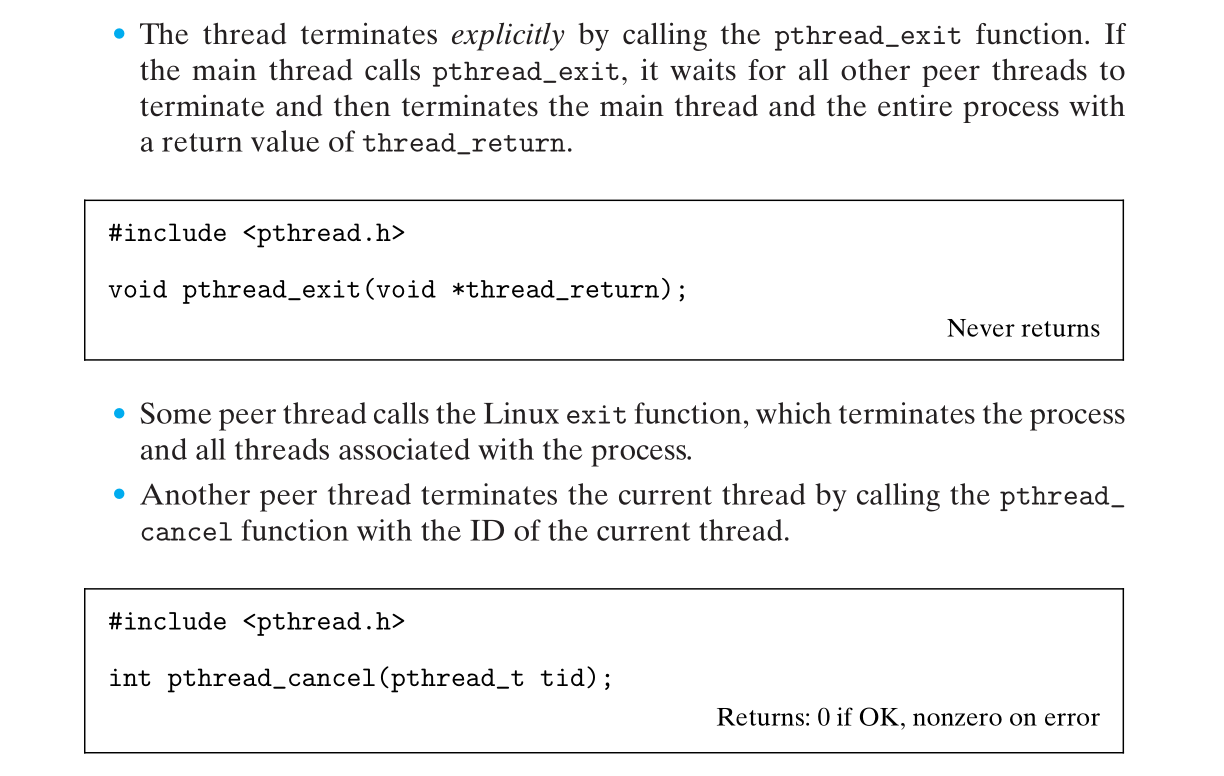 • The thread terminates explicitly by calling the pthread_exit function. If
the main thread calls pthread_exit, it waits for all other peer threads to
terminate and then terminates the main thread and the entire process with
a return value of thread_return.
#include <pthread.h>
void pthread_exit(void *thread_return);
Never returns
• Some peer thread calls the Linux exit function, which terminates the process
and all threads associated with the process.
• Another peer thread terminates the current thread by calling the pthread_
cancel function with the ID of the current thread.
#include <pthread.h>
int pthread_cancel(pthread_t tid);
Returns: 0 if OK, nonzero on error